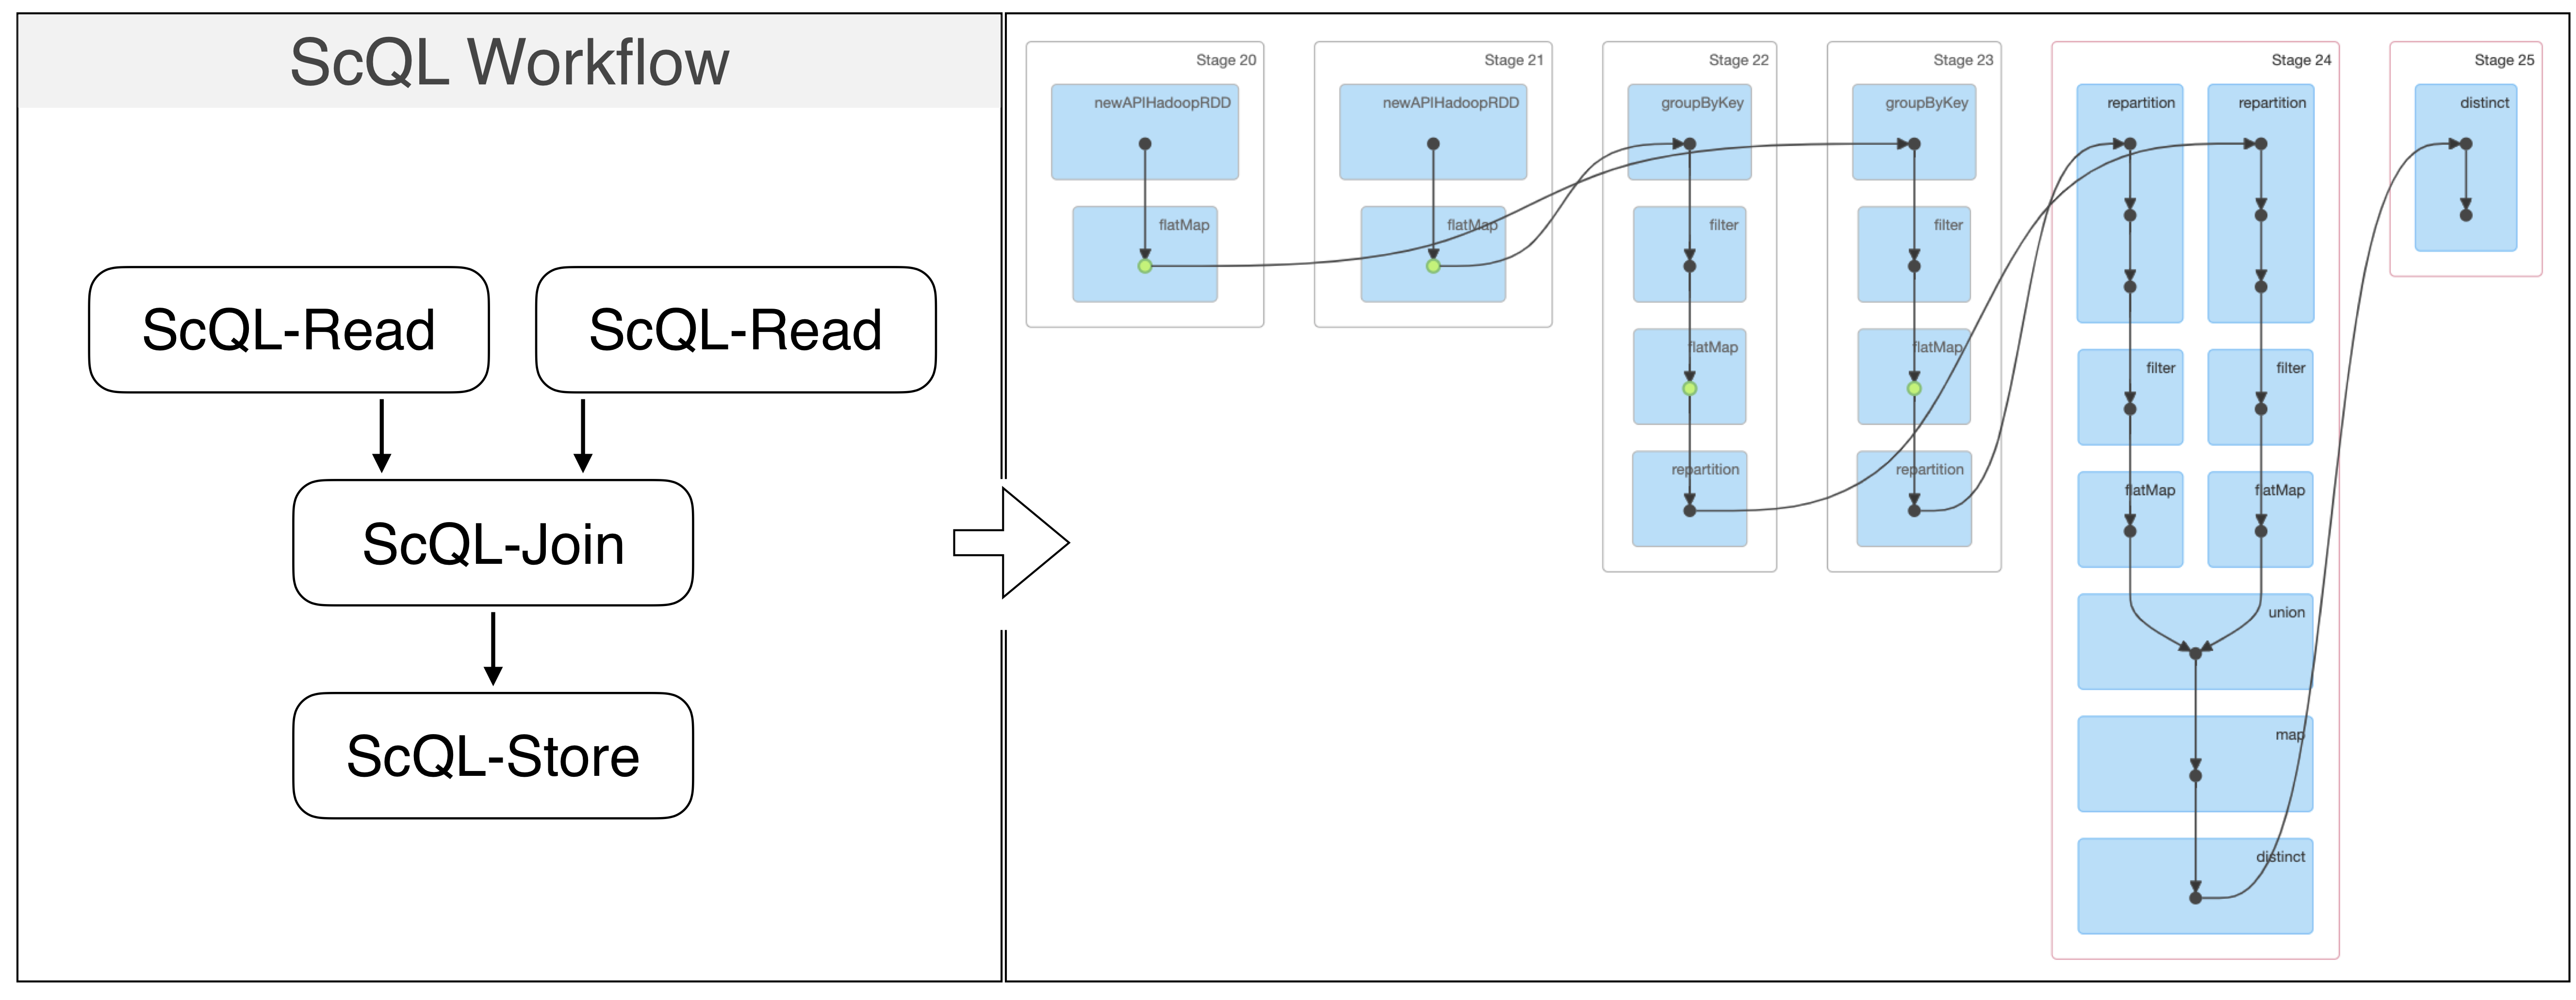 ScQL Workflow
ScQL-Read
ScQL-Read
ScQL-Join
ScQL-Store
Stage 20
newAPIHadoopRDD
flatMap
Stage 21
newAPIHadoopRDD
flatMap
Stage 22
groupByKey
filter
flatMap
repartition
Stage 23
groupByKey
filter
flatMap
repartition
Stage 24
repartition
repartition
filter
filter
flatMap
flatMap
union
map
distinct
Stage 25
distinct